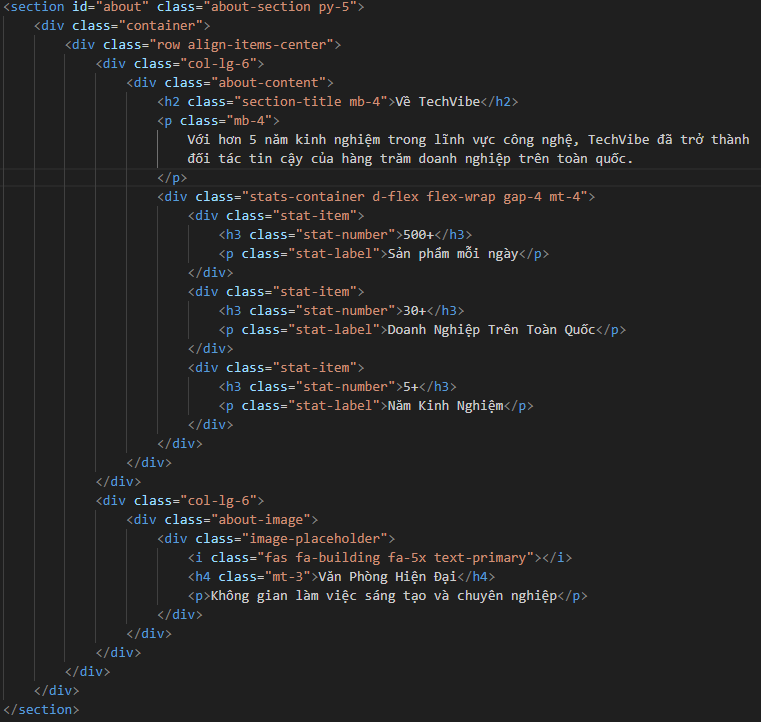 <section id="about" class="about-section py-5">
<div class="container">
<div class="row align-items-center">
<div class="col-lg-6">
<div class="about-content">
<h2 class="section-title mb-4">Về TechVibe</h2>
<p class="mb-4">
Với hơn 5 năm kinh nghiệm trong lĩnh vực công nghệ, TechVibe đã trở thành
đối tác tin cậy của hàng trăm doanh nghiệp trên toàn quốc.
</p>
<div class="stats-container d-flex flex-wrap gap-4 mt-4">
<div class="stat-item">
<h3 class="stat-number">500+</h3>
<p class="stat-label">Sản phẩm mỗi ngày</p>
</div>
<div class="stat-item">
<h3 class="stat-number">30+</h3>
<p class="stat-label">Doanh Nghiệp Trên Toàn Quốc</p>
</div>
<div class="stat-item">
<h3 class="stat-number">5+</h3>
<p class="stat-label">Năm Kinh Nghiệm</p>
</div>
</div>
</div>
</div>
<div class="col-lg-6">
<div class="about-image">
<div class="image-placeholder">
<i class="fas fa-building fa-5x text-primary"></i>
<h4 class="mt-3">Văn Phòng Hiện Đại</h4>
<p>Không gian làm việc sáng tạo và chuyên nghiệp</p>
</div>
</div>
</div>
</div>
</div>
</section>